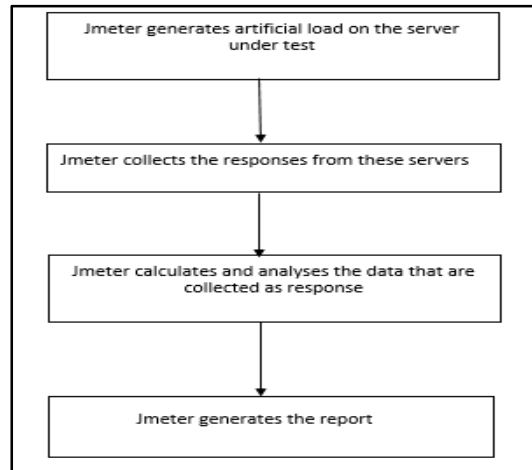 Jmeter generates artificial load on the server
under test
Jmeter collects the responses from these servers
Jmeter calculates and analyses the data that are
collected as response
Jmeter generates the report